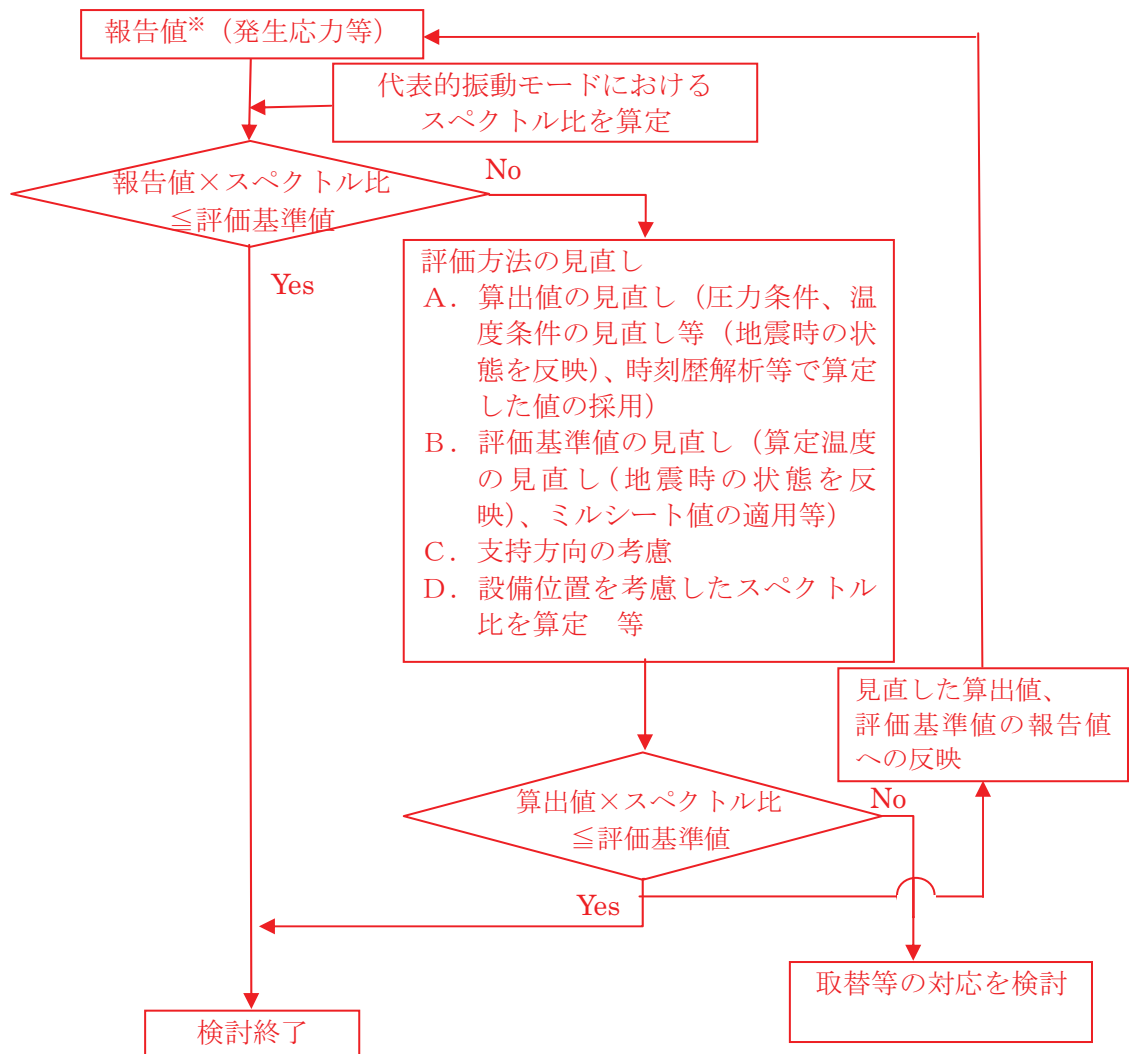 報告値※（発生応力等）
代表的振動モードにおける
スペクトル比を算定
No
報告値×スペクトル比
≦評価基準値
Yes
評価方法の見直し
Ａ．算出値の見直し（圧力条件、温
度条件の見直し等（地震時の状
態を反映）、時刻歴解析等で算定
した値の採用）
Ｂ．評価基準値の見直し（算定温度
の見直し（地震時の状態を反
映）、ミルシート値の適用等）
Ｃ．支持方向の考慮
Ｄ．設備位置を考慮したスペクトル
比を算定　等
見直した算出値、
評価基準値の報告値
への反映
算出値×スペクトル比
≦評価基準値
No
Yes
取替等の対応を検討
検討終了